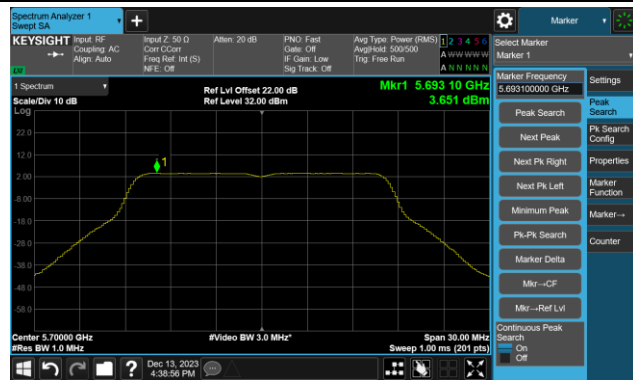 Spectrum Analyzer 1
Swept SA
Marker
KEYSIGHT
Input: RF
Coupling: AC
Align: Auto
Input Z: 50 Ω
Corr CCorr
Freq Ref: Int (S)
NFE: Off
Atten: 20 dB
PNO: Fast
Gate: Off
IF Gain: Low
Sig Track: Off
Avg Type: Power (RMS)
Avg|Hold: 500/500
Trig: Free Run
1 2 3 4 5 6
A W W W W W
A N N N N N
LXI
Select Marker
Marker 1
1 Spectrum
Scale/Div 10 dB
Log
Ref Lvl Offset 22.00 dB
Ref Level 32.00 dBm
Mkr1 5.693 10 GHz
3.651 dBm
22.0
12.0
2.00
-8.00
-18.0
-28.0
-38.0
-48.0
-58.0
1
Center 5.70000 GHz
#Res BW 1.0 MHz
#Video BW 3.0 MHz*
Span 30.00 MHz
Sweep 1.00 ms (201 pts)
Marker Frequency
5.693100000 GHz
Peak Search
Next Peak
Next Pk Right
Next Pk Left
Minimum Peak
Pk-Pk Search
Marker Delta
Mkr→CF
Mkr→Ref Lvl
Continuous Peak
Search
On
Off
Settings
Peak
Search
Pk Search
Config
Properties
Marker
Function
Marker→
Counter
?
Dec 13, 2023
4:38:56 PM